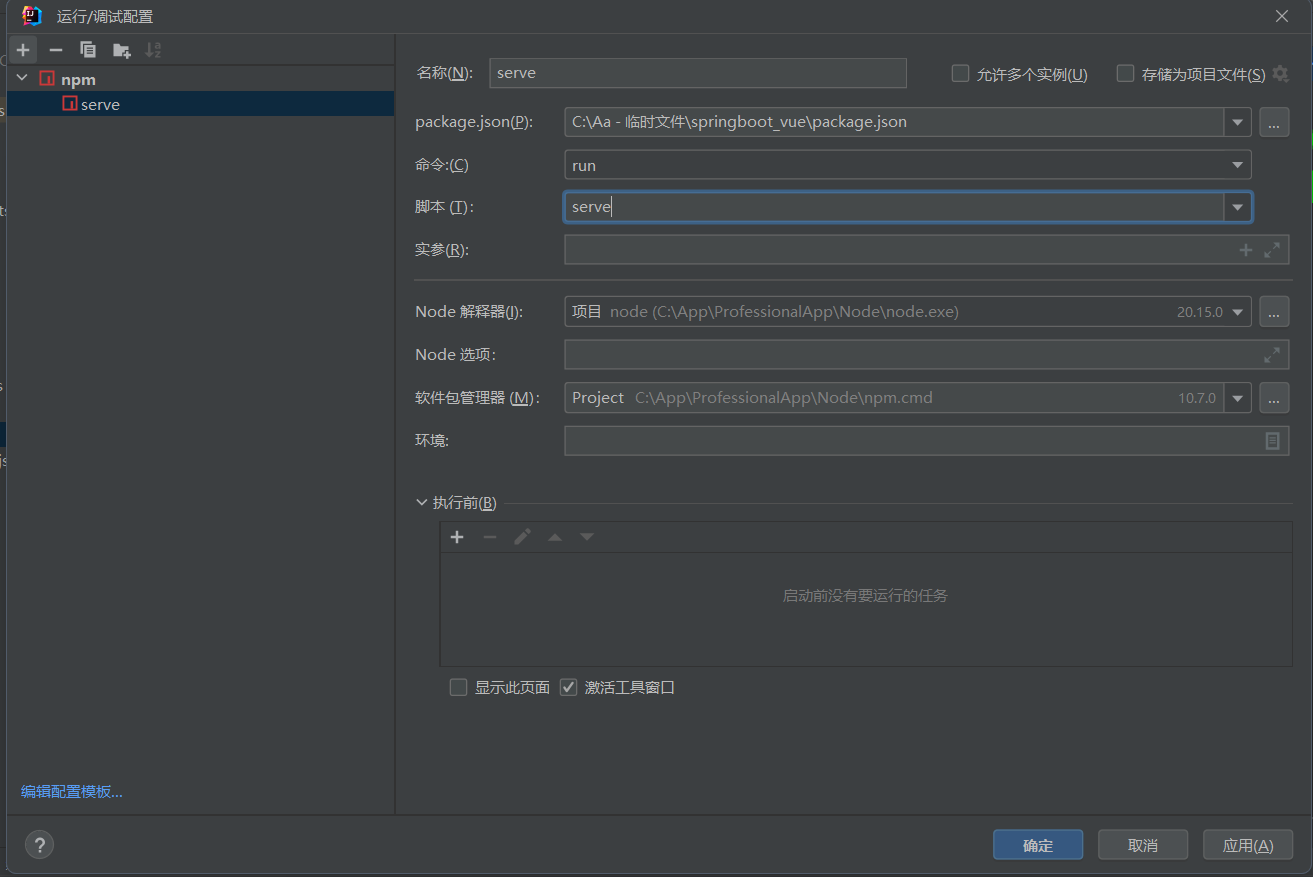 运行/调试配置
npm
serve
名称(N):
serve
允许多个实例(U)
存储为项目文件(S)
package.json(P):
C:\Aa - 临时文件\springboot_vue\package.json
...
命令:(C)
run
脚本 (T):
serve
实参(R):
Node 解释器(I):
项目 node (C:\App\ProfessionalApp\Node\node.exe) 20.15.0
...
Node 选项:
软件包管理器 (M):
Project C:\App\ProfessionalApp\Node\npm.cmd 10.7.0
...
环境:
执行前(B)
启动前没有要运行的任务
显示此页面
激活工具窗口
编辑配置模板...
?
确定
取消
应用(A)